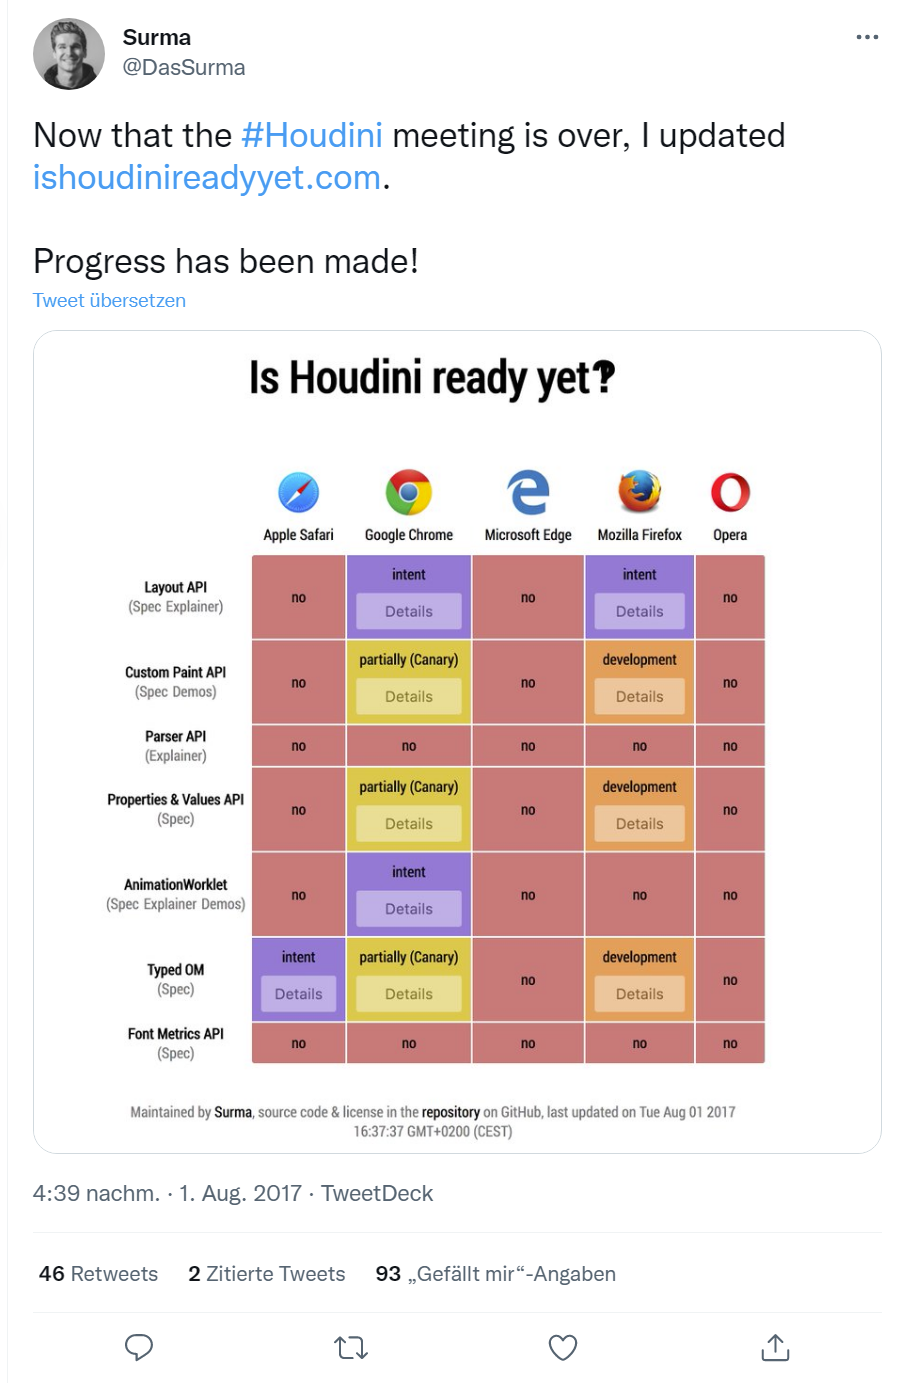 Surma
@DasSurma
Now that the #Houdini meeting is over, I updated
ishoudinireadyyet.com.
Progress has been made!
Tweet übersetzen
Is Houdini ready yet?
Apple Safari Google Chrome Microsoft Edge Mozilla Firefox Opera
Layout API
(Spec Explainer)
no intent Details no intent Details no
Custom Paint API
(Spec Demos)
no partially (Canary) Details no development Details no
Parser API
(Explainer)
no no no no no
Properties & Values API
(Spec)
no partially (Canary) Details no development Details no
AnimationWorklet
(Spec Explainer Demos)
no intent Details no no no
Typed OM
(Spec)
intent Details partially (Canary) Details no development Details no
Font Metrics API
(Spec)
no no no no no
Maintained by Surma, source code & license in the repository on GitHub, last updated on Tue Aug 01 2017
16:37:37 GMT+0200 (CEST)
4:39 nachm. · 1. Aug. 2017 · TweetDeck
46 Retweets 2 Zitierte Tweets 93 „Gefällt mir“-Angaben